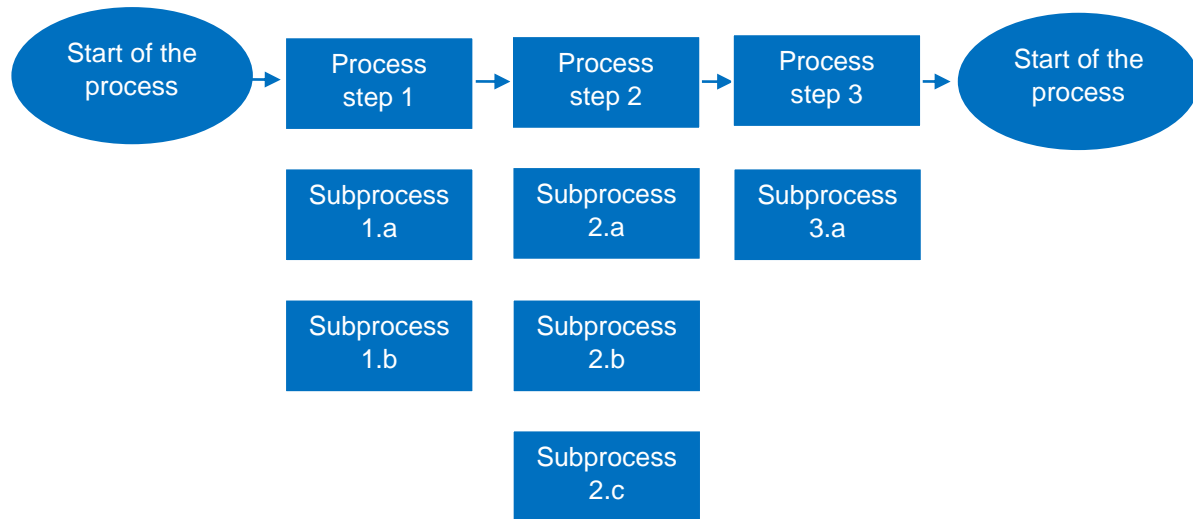 Start of the
process
Process
step 1
Process
step 2
Process
step 3
Start of the
process
Subprocess
1.a
Subprocess
2.a
Subprocess
3.a
Subprocess
1.b
Subprocess
2.b
Subprocess
2.c